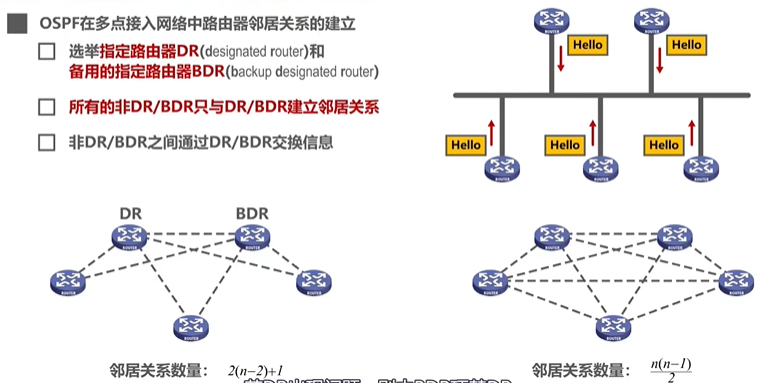 OSPF在多点接入网络中路由器邻居关系的建立
选举指定路由器DR(designated router)和
备用的指定路由器BDR(backup designated router)
所有的非DR/BDR只与DR/BDR建立邻居关系
非DR/BDR之间通过DR/BDR交换信息
ROUTER
ROUTER
Hello
Hello
Hello
Hello
Hello
ROUTER
ROUTER
ROUTER
DR
BDR
ROUTER
ROUTER
ROUTER
ROUTER
ROUTER
ROUTER
ROUTER
ROUTER
ROUTER
ROUTER
邻居关系数量： 2(n−2)+1
邻居关系数量： n(n−1)
2